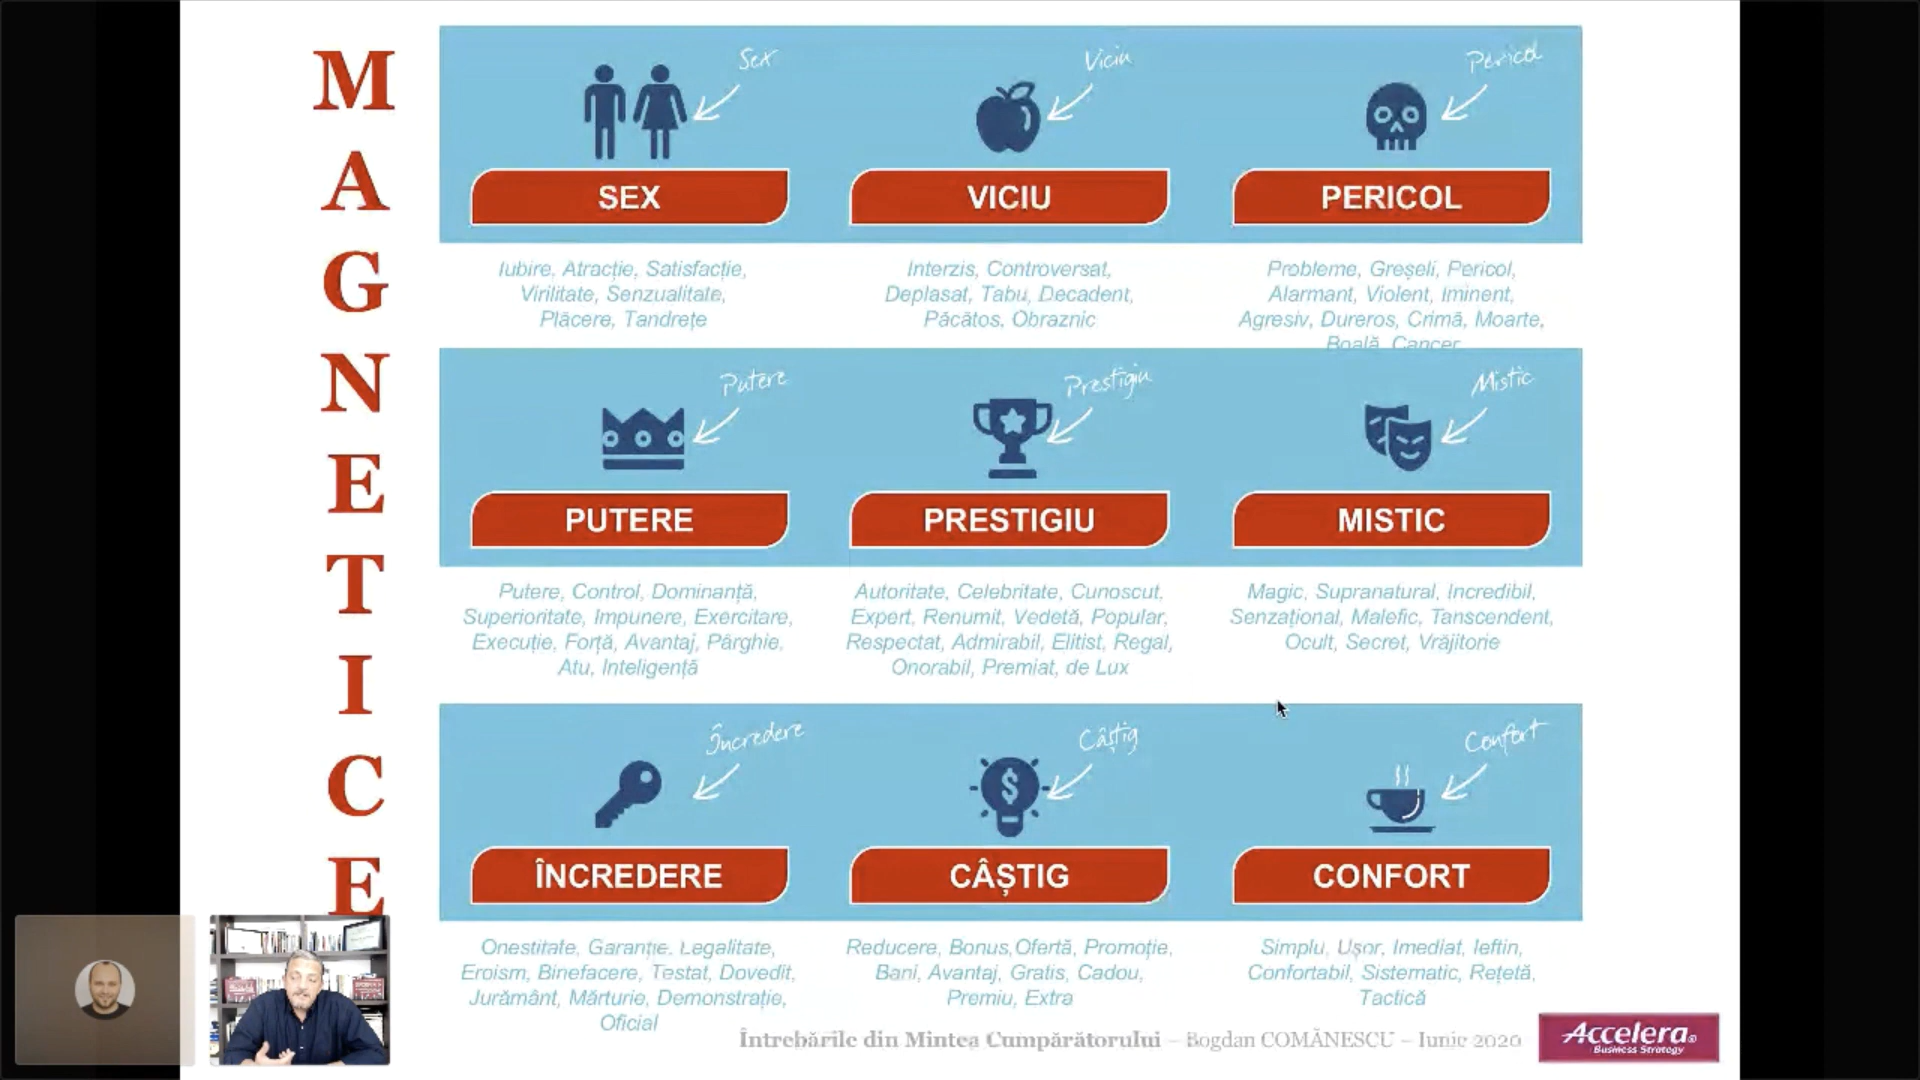 MAGNETICE
Sex
Viciu
Pericol
SEX
VICIU
PERICOL
Iubire, Atracție, Satisfacție,
Virilitate, Senzualitate,
Plăcere, Tandrețe
Interzis, Controversat,
Deplasat, Tabu, Decadent,
Păcătos, Obraznic
Probleme, Greșeli, Pericol,
Alarmant, Violent, Iminent,
Agresiv, Dureros, Crimă, Moarte,
Boală, Cancer
Putere
Prestigiu
Mistic
PUTERE
PRESTIGIU
MISTIC
Putere, Control, Dominanță,
Superioritate, Impunere, Exercitare,
Execuție, Forță, Avantaj, Pârghie,
Atu, Inteligență
Autoritate, Celebritate, Cunoscut,
Expert, Renumit, Vedetă, Popular,
Respectat, Admirabil, Elitist, Regal,
Onorabil, Premiat, de Lux
Magic, Supranatural, Incredibil,
Senzațional, Malefic, Tanscendent,
Ocult, Secret, Vrăjitorie
Încredere
Câștig
Confort
ÎNCREDERE
CÂȘTIG
CONFORT
Onestitate, Garanție, Legalitate,
Eroism, Binefacere, Testat, Dovedit,
Jurământ, Mărturie, Demonstrație,
Oficial
Reducere, Bonus,Ofertă, Promoție,
Bani, Avantaj, Gratis, Cadou,
Premiu, Extra
Simplu, Ușor, Imediat, Ieftin,
Confortabil, Sistematic, Rețetă,
Tactică
Întrebările din Mintea Cumpărătorului – Bogdan COMĂNESCU – Iunie 2020
Accelera®
Business Strategy